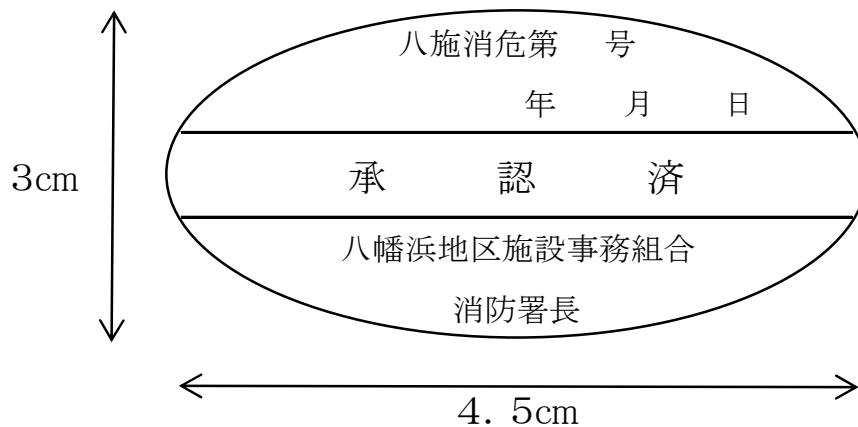 八施消危第　号
年　月　日
3cm
承　認　済
八幡浜地区施設事務組合
消防署長
4．5cm